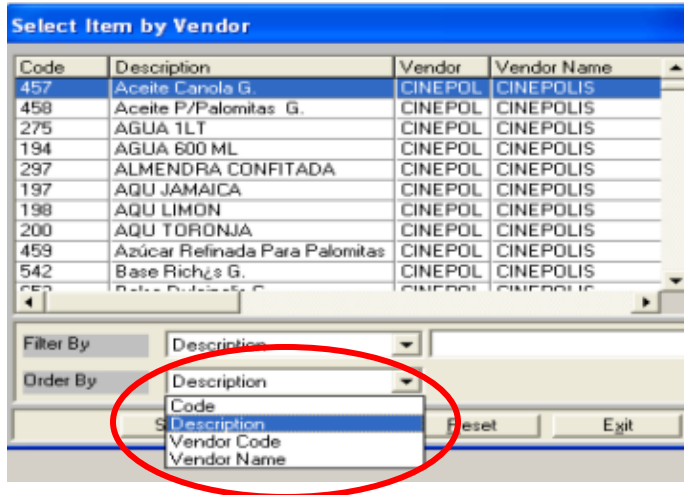 Select Item by Vendor
Code Description Vendor Vendor Name
457 Aceite Canola G. CINEPOL CINEPOLIS
458 Aceite P/Palomitas G. CINEPOL CINEPOLIS
275 AGUA 1LT CINEPOL CINEPOLIS
194 AGUA 600 ML CINEPOL CINEPOLIS
297 ALMENDRA CONFITADA CINEPOL CINEPOLIS
197 AQU JAMAICA CINEPOL CINEPOLIS
198 AQU LIMON CINEPOL CINEPOLIS
200 AQU TORONJA CINEPOL CINEPOLIS
459 Azúcar Refinada Para Palomitas CINEPOL CINEPOLIS
542 Base Rich¿s G. CINEPOL CINEPOLIS
CINEPOL CINEPOLIS
Filter By Description
Order By Description
Code
S Description Reset Exit
Vendor Code
Vendor Name